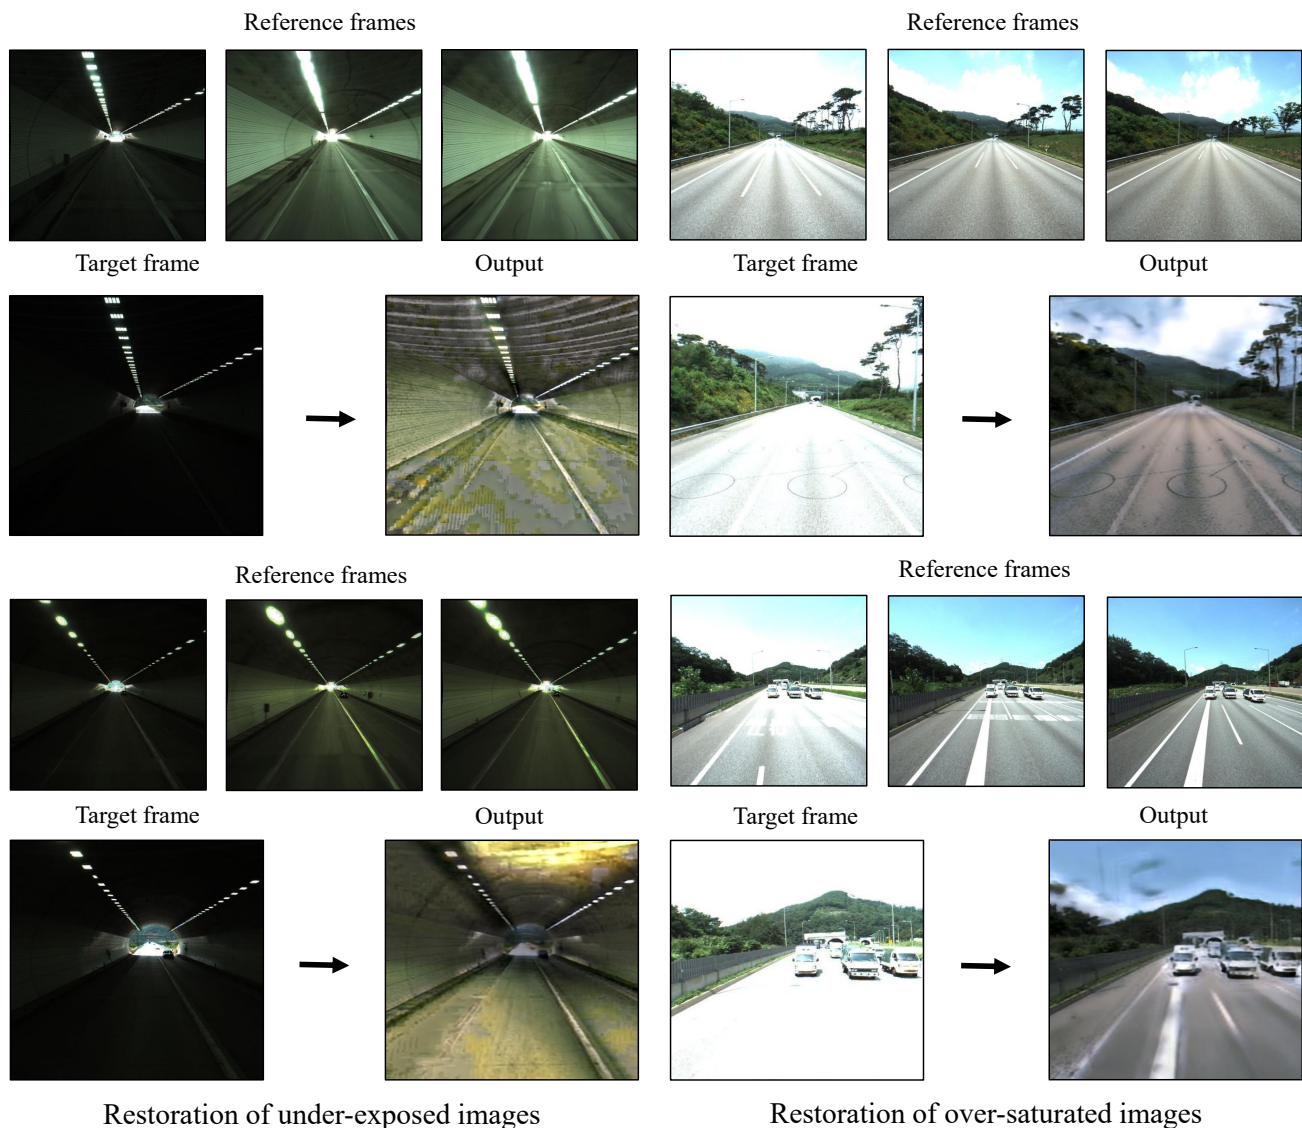 Reference frames
Reference frames
Target frame
Output
Target frame
Output
Reference frames
Reference frames
Target frame
Output
Target frame
Output
Restoration of under-exposed images
Restoration of over-saturated images